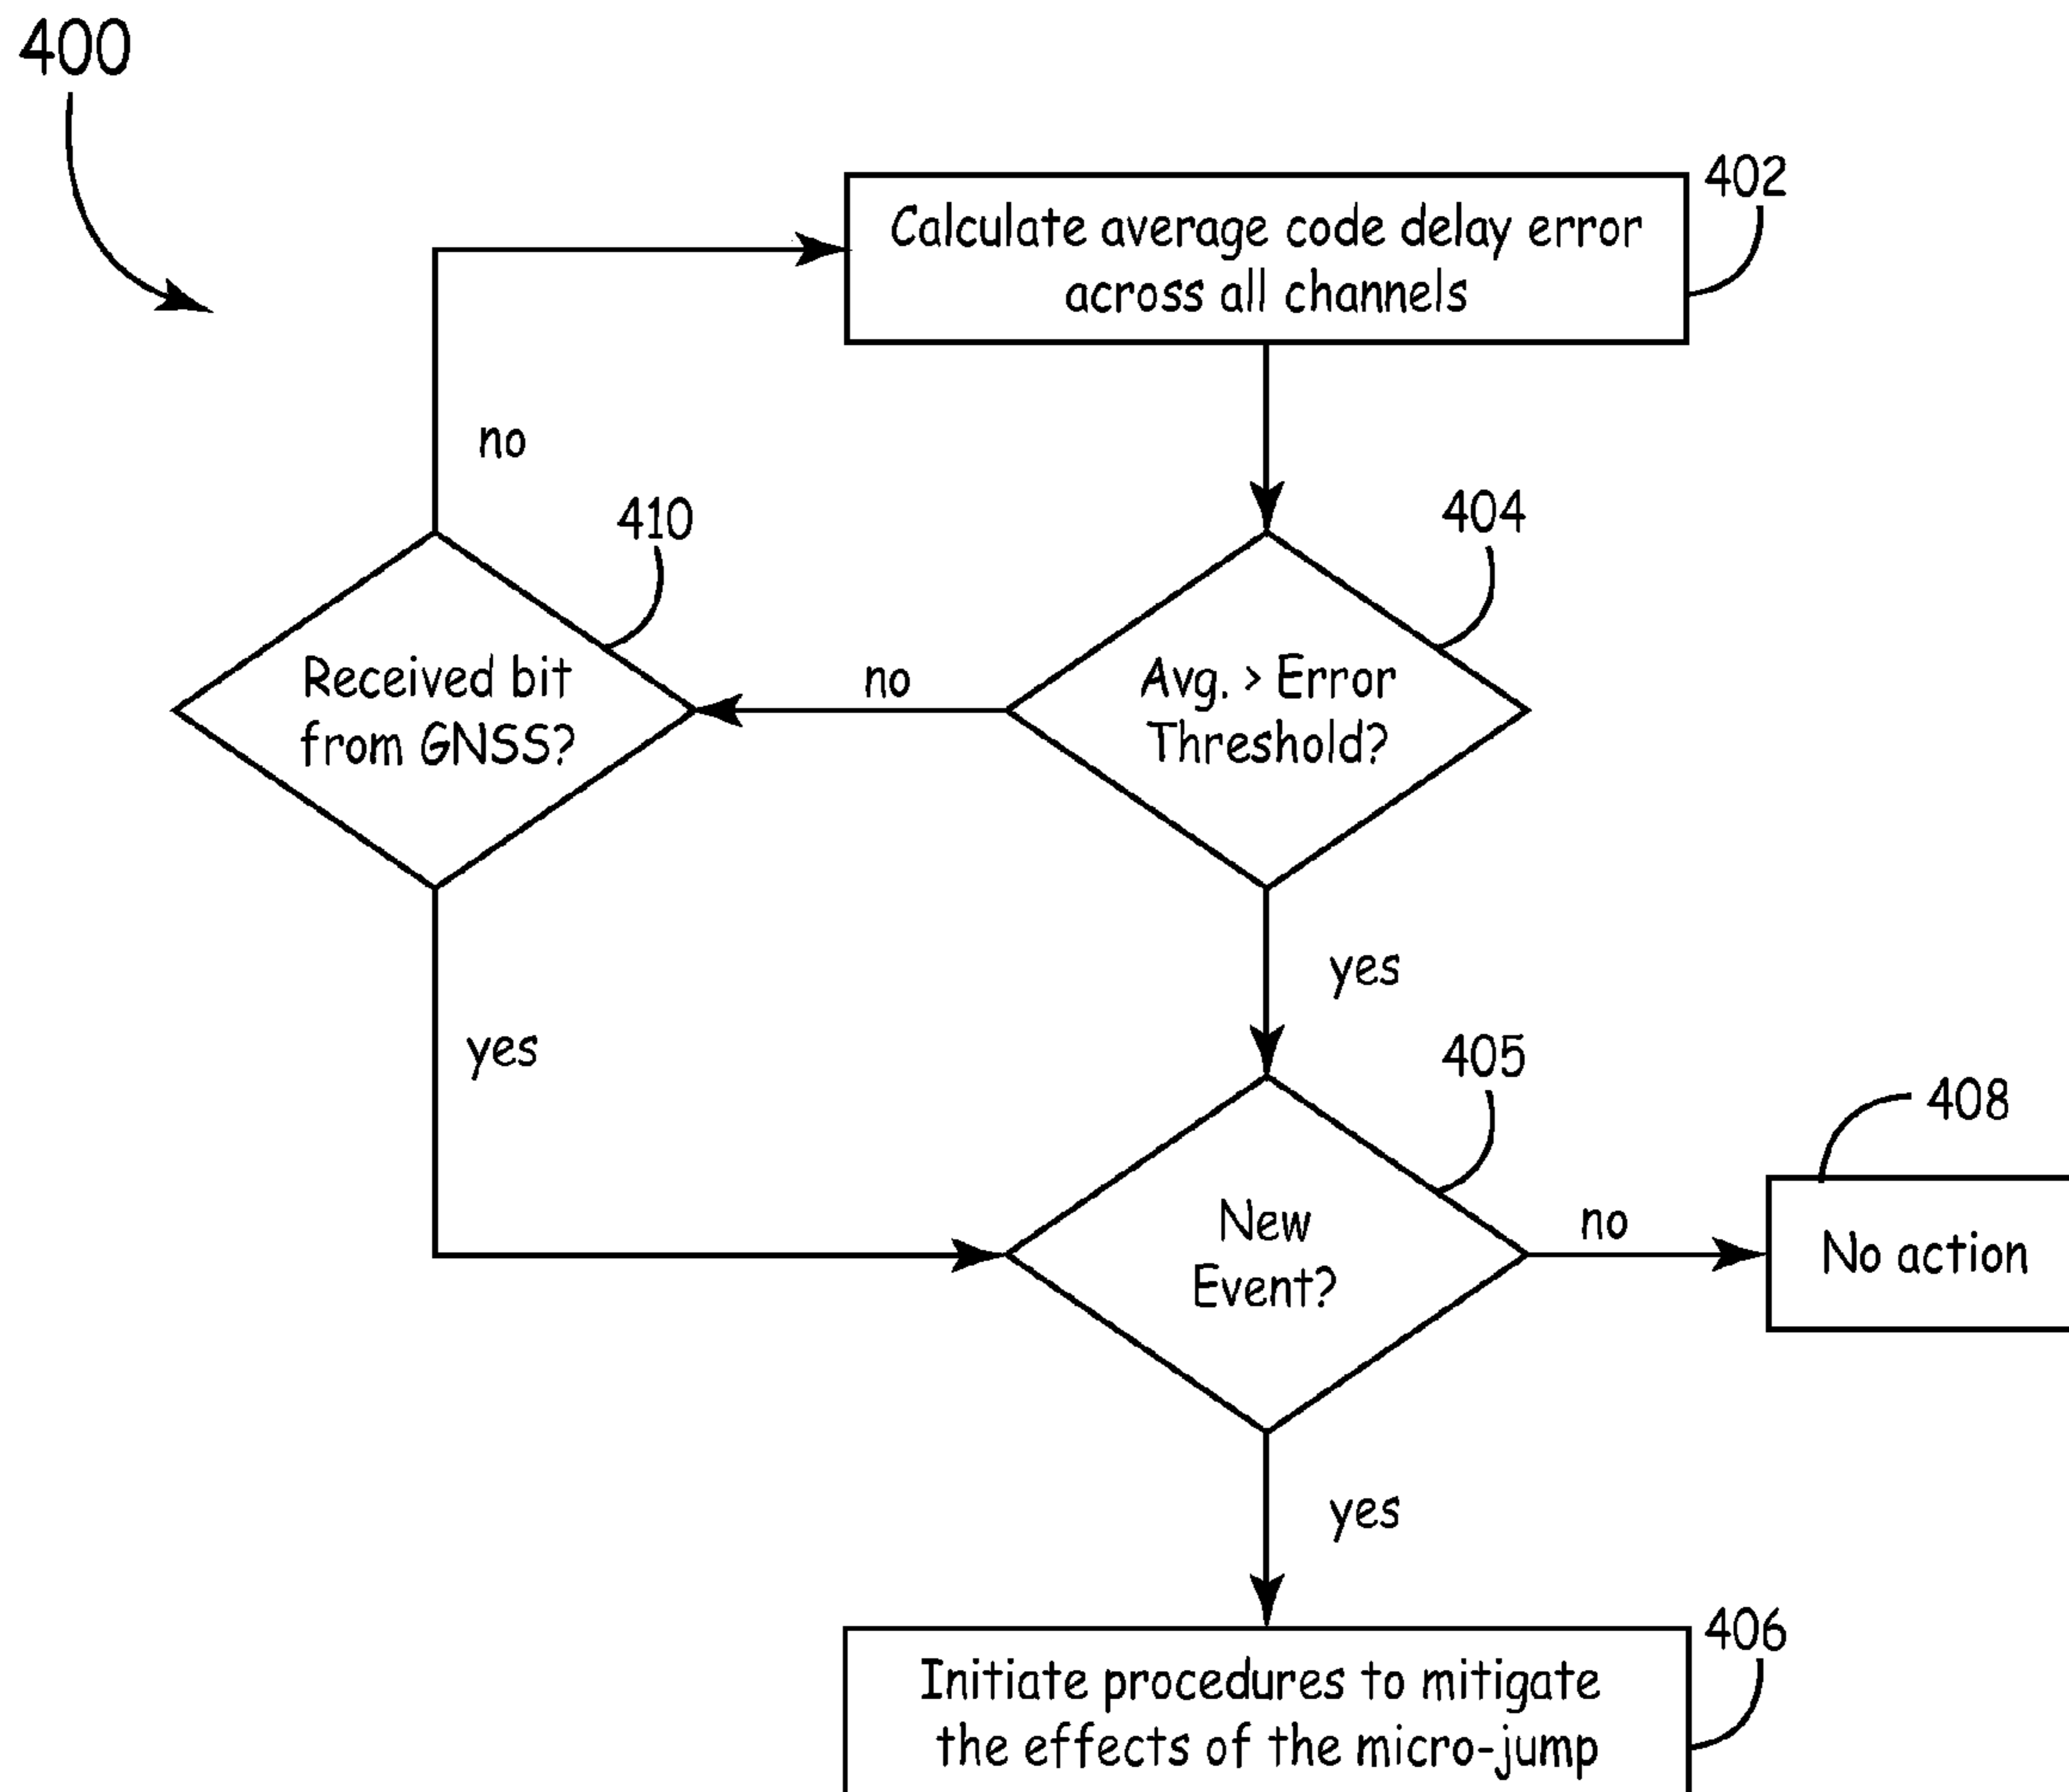 400
402
Calculate average code delay error
across all channels
no
410
404
Received bit
from GNSS?
no
Avg. > Error
Threshold?
yes
yes
405
408
New
Event?
no
No action
yes
406
Initiate procedures to mitigate
the effects of the micro-jump